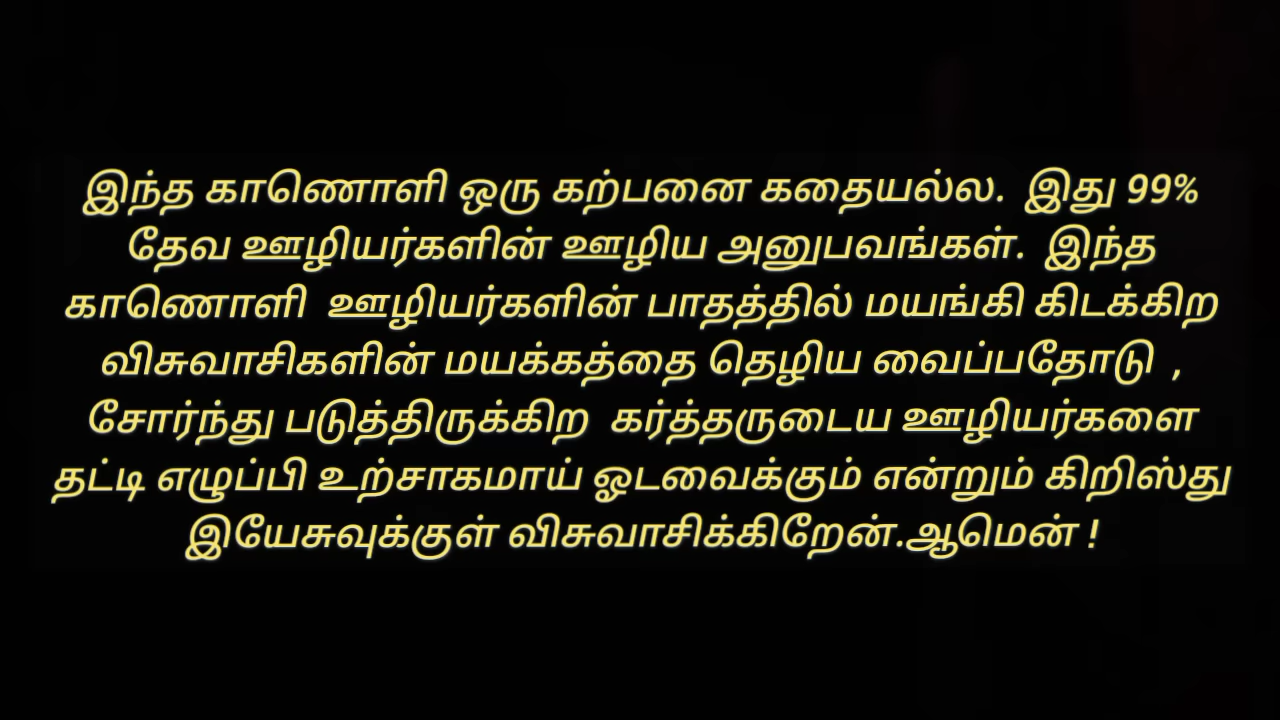 இந்த காணொளி ஒரு கற்பனை கதையல்ல. இது 99%
தேவ ஊழியர்களின் ஊழிய அனுபவங்கள். இந்த
காணொளி ஊழியர்களின் பாதத்தில் மயங்கி கிடக்கிற
விசுவாசிகளின் மயக்கத்தை தெழிய வைப்பதோடு ,
சோர்ந்து படுத்திருக்கிற கர்த்தருடைய ஊழியர்களை
தட்டி எழுப்பி உற்சாகமாய் ஓடவைக்கும் என்றும் கிறிஸ்து
இயேசுவுக்குள் விசுவாசிக்கிறேன்.ஆமென் !